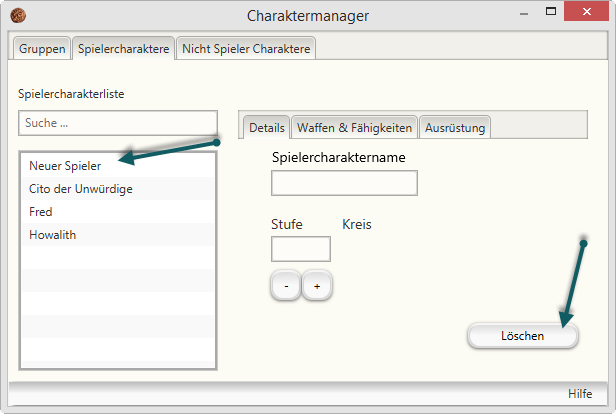 Charaktermanager
Gruppen Spielercharaktere Nicht Spieler Charaktere
Spielercharakterliste
Suche ...
Neuer Spieler
Cito der Unwürdige
Fred
Howalith
Details Waffen & Fähigkeiten Ausrüstung
Spielercharaktername
Stufe Kreis
- +
Löschen
Hilfe